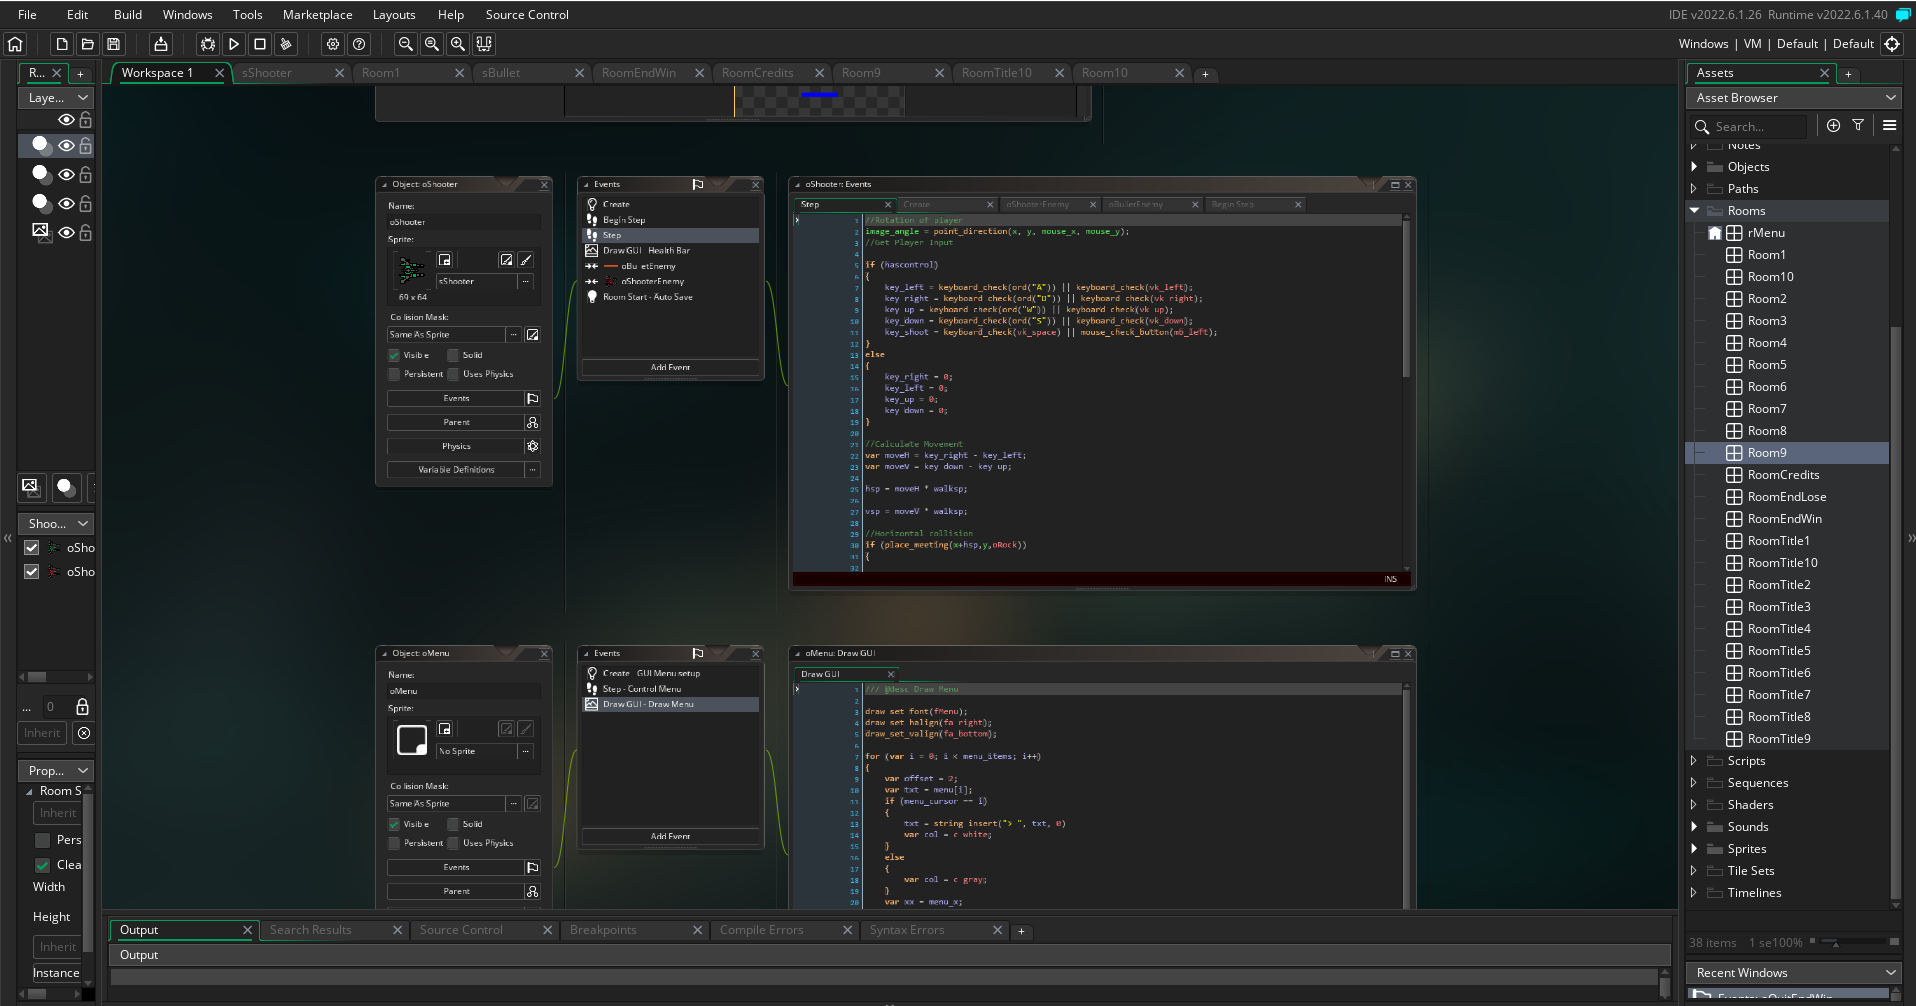 File Edit Build Windows Tools Marketplace Layouts Help Source Control
IDE v2022.6.1.26 Runtime v2022.6.1.40
Windows | VM | Default | Default
R...
Workspace 1
sShooter
Room1
sBullet
RoomEndWin
RoomCredits
Room9
RoomTitle10
Room10
Laye...
Shoo...
oSho
oSho
... 0
Inherit
Prop...
Room S
Inherit
Pers
Clea
Width
Height
Inherit
Instance
Object: oShooter
Name:
oShooter
Sprite:
sShooter
69 x 64
Collision Mask:
Same As Sprite
Visible Solid
Persistent Uses Physics
Events
Parent
Physics
Variable Definitions
Events
Create
Begin Step
Step
Draw GUI Health Bar
oBulletEnemy
oShooterEnemy
Room Start - Auto Save
Add Event
oShooter: Events
Step Create oShooterEnemy oBulletEnemy Begin Step
1 //Rotation of player
2 image_angle = point_direction(x, y, mouse_x, mouse_y);
3 //Get Player Input
4
5 if (hascontrol)
6 {
7 key_left = keyboard_check(ord("A")) || keyboard_check(vk_left);
8 key_right = keyboard_check(ord("D")) || keyboard_check(vk_right);
9 key_up = keyboard_check(ord("W")) || keyboard_check(vk_up);
10 key_down = keyboard_check(ord("S")) || keyboard_check(vk_down);
11 key_shoot = keyboard_check(vk_space) || mouse_check_button(mb_left);
12 }
13 else
14 {
15 key_right = 0;
16 key_left = 0;
17 key_up = 0;
18 key_down = 0;
19 }
20
21 //Calculate Movement
22 var moveH = key_right - key_left;
23 var moveV = key_down - key_up;
24
25 hsp = moveH * walksp;
26
27 vsp = moveV * walksp;
28
29 //Horizontal collision
30 if (place_meeting(x+hsp,y,oRock))
31 {
32
INS
Object: oMenu
Name:
oMenu
Sprite:
No Sprite
Collision Mask:
Same As Sprite
Visible Solid
Persistent Uses Physics
Events
Parent
Events
Create GUI Menu setup
Step - Control Menu
Draw GUI - Draw Menu
Add Event
oMenu: Draw GUI
Draw GUI
1 /// @desc Draw Menu
2
3 draw_set_font(fMenu);
4 draw_set_halign(fa_right);
5 draw_set_valign(fa_bottom);
6
7 for (var i = 0; i < menu_items; i++)
8 {
9 var offset = 2;
10 var txt = menu[i];
11 if (menu_cursor == i)
12 {
13 txt = string_insert("> ", txt, 0)
14 var col = c_white;
15 }
16 else
17 {
18 var col = c_gray;
19 }
20 var xx = menu_x;
Output
Search Results
Source Control
Breakpoints
Compile Errors
Syntax Errors
Output
Assets
Asset Browser
Search...
Notes
Objects
Paths
Rooms
rMenu
Room1
Room10
Room2
Room3
Room4
Room5
Room6
Room7
Room8
Room9
RoomCredits
RoomEndLose
RoomEndWin
RoomTitle1
RoomTitle10
RoomTitle2
RoomTitle3
RoomTitle4
RoomTitle5
RoomTitle6
RoomTitle7
RoomTitle8
RoomTitle9
Scripts
Sequences
Shaders
Sounds
Sprites
Tile Sets
Timelines
38 items 1 se100%
Recent Windows
Events: oQuitEndWin